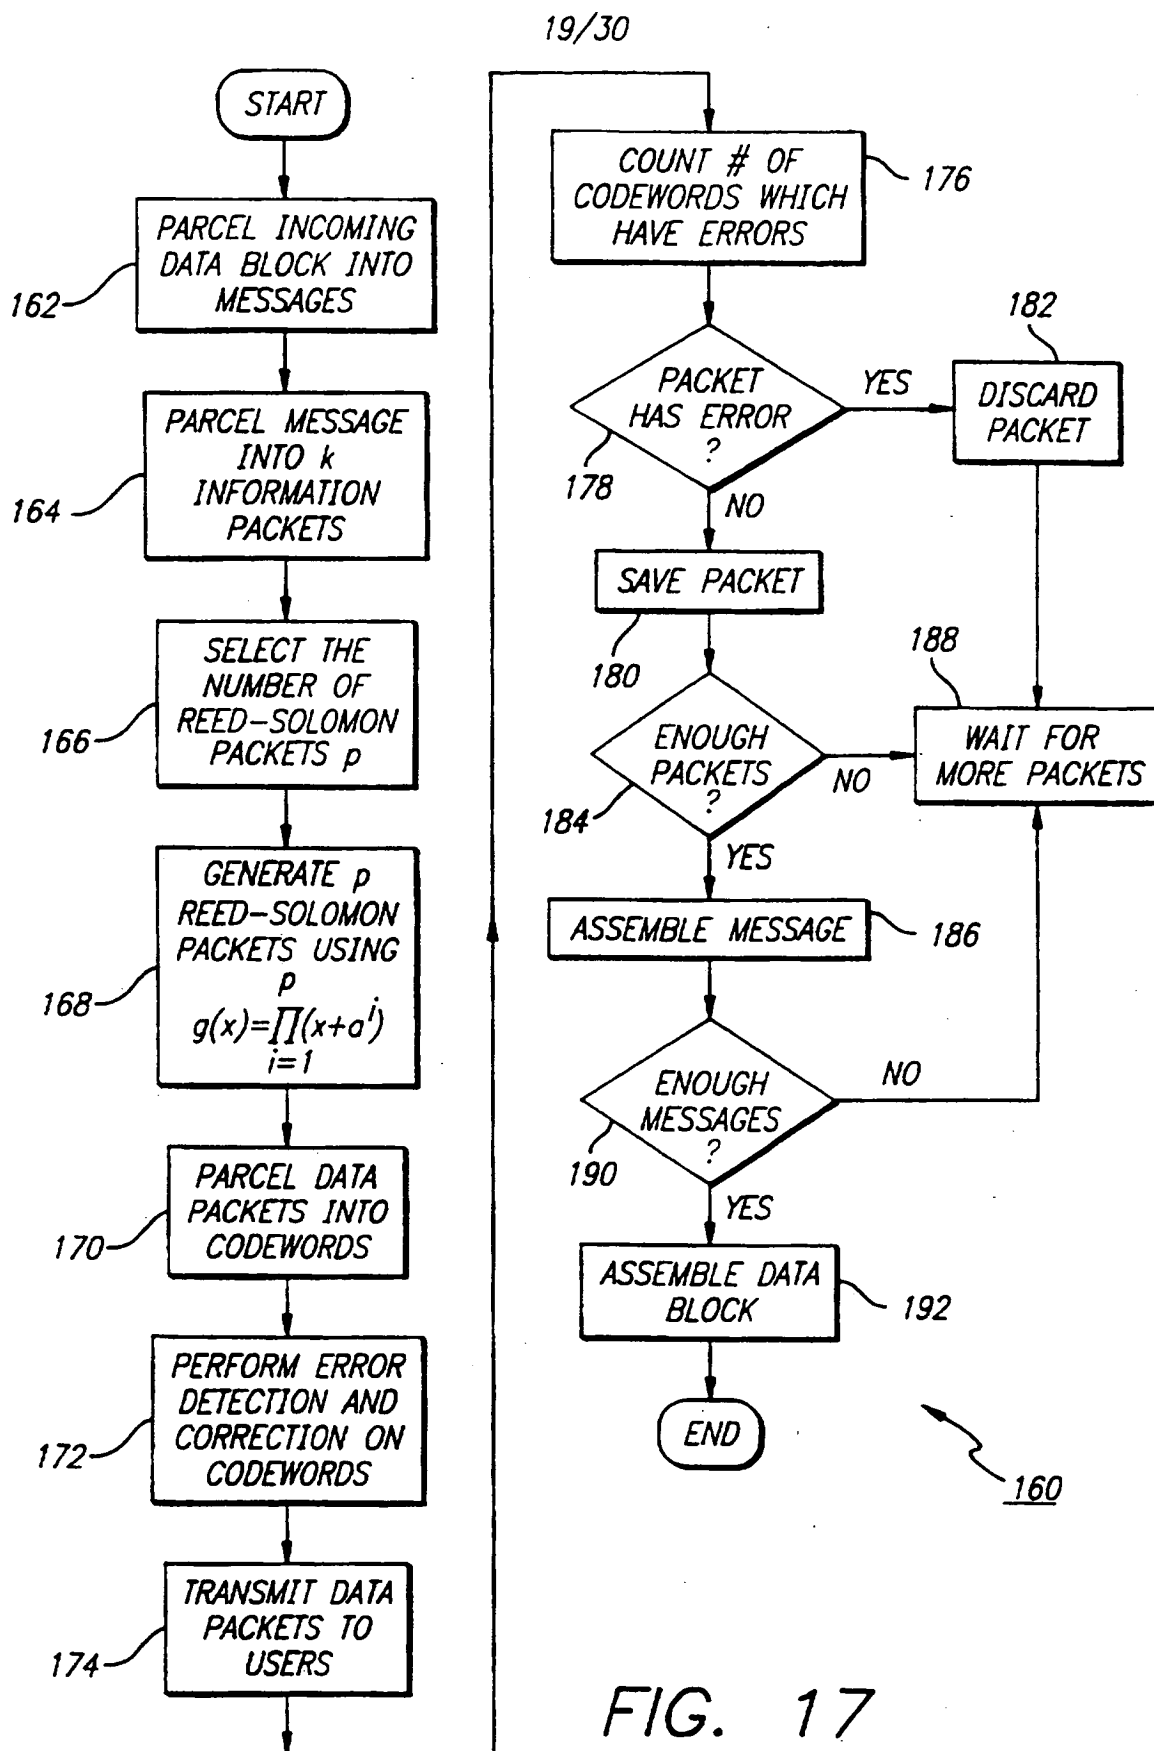 19/30
START
PARCEL INCOMING
DATA BLOCK INTO
MESSAGES
162
PARCEL MESSAGE
INTO k
INFORMATION
PACKETS
164
SELECT THE
NUMBER OF
REED-SOLOMON
PACKETS p
166
GENERATE p
REED-SOLOMON
PACKETS USING
p
g(x)=∏(x+a^i)
i=1
168
PARCEL DATA
PACKETS INTO
CODEWORDS
170
PERFORM ERROR
DETECTION AND
CORRECTION ON
CODEWORDS
172
TRANSMIT DATA
PACKETS TO
USERS
174
COUNT # OF
CODEWORDS WHICH
HAVE ERRORS
176
PACKET
HAS ERROR
?
178
YES
182
DISCARD
PACKET
NO
SAVE PACKET
180
188
WAIT FOR
MORE PACKETS
ENOUGH
PACKETS
?
184
NO
YES
ASSEMBLE MESSAGE
186
ENOUGH
MESSAGES
?
190
NO
YES
ASSEMBLE DATA
BLOCK
192
END
160
FIG. 17